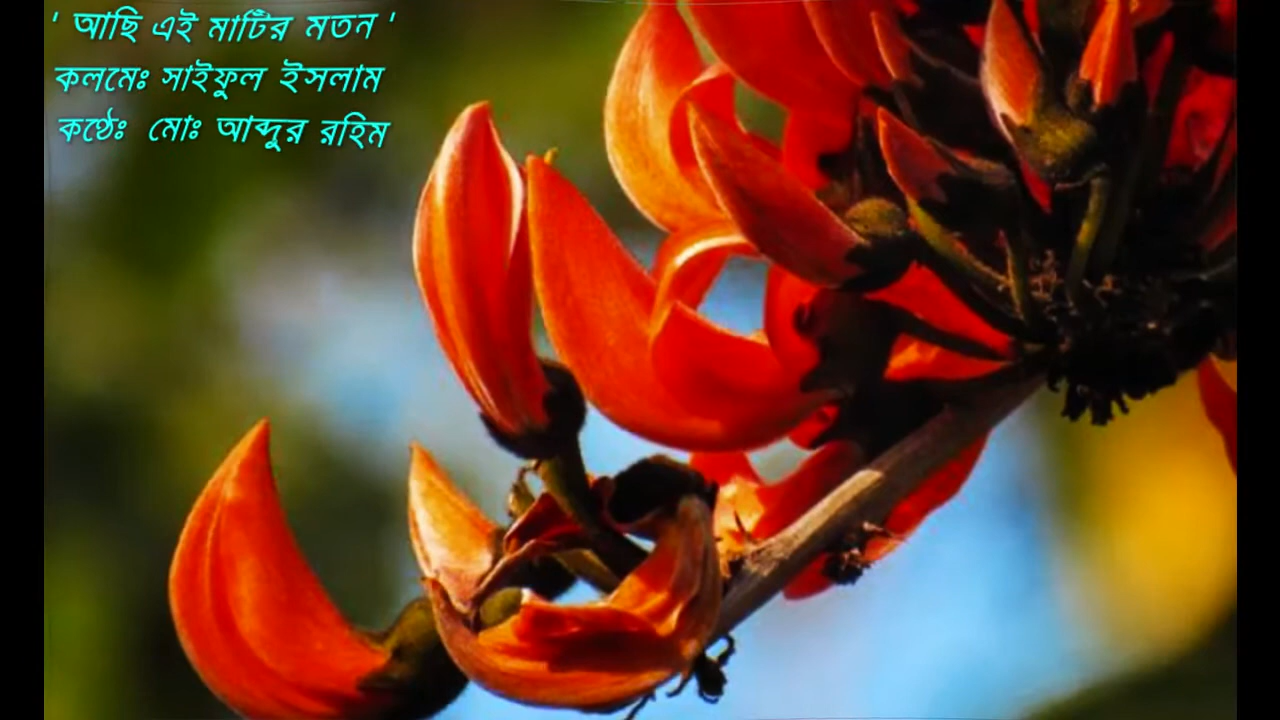 ' আছি এই মাটির মতন '
কলমেঃ সাইফুল ইসলাম
কণ্ঠেঃ মোঃ আব্দুর রহিম